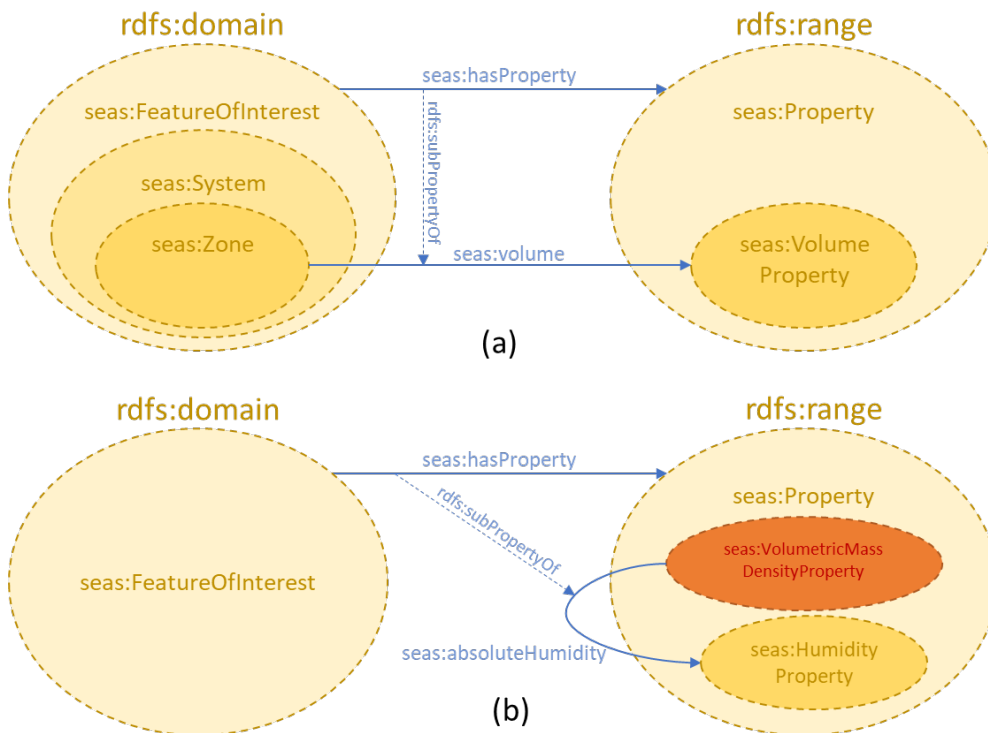 rdfs:domain
rdfs:range
seas:hasProperty
seas:FeatureOfInterest
seas:Property
rdfs:subPropertyOf
seas:System
seas:Zone
seas:volume
seas:Volume
Property
(a)
rdfs:domain
rdfs:range
seas:hasProperty
seas:Property
rdfs:subPropertyOf
seas:VolumetricMass
DensityProperty
seas:FeatureOfInterest
seas:absoluteHumidity
seas:Humidity
Property
(b)